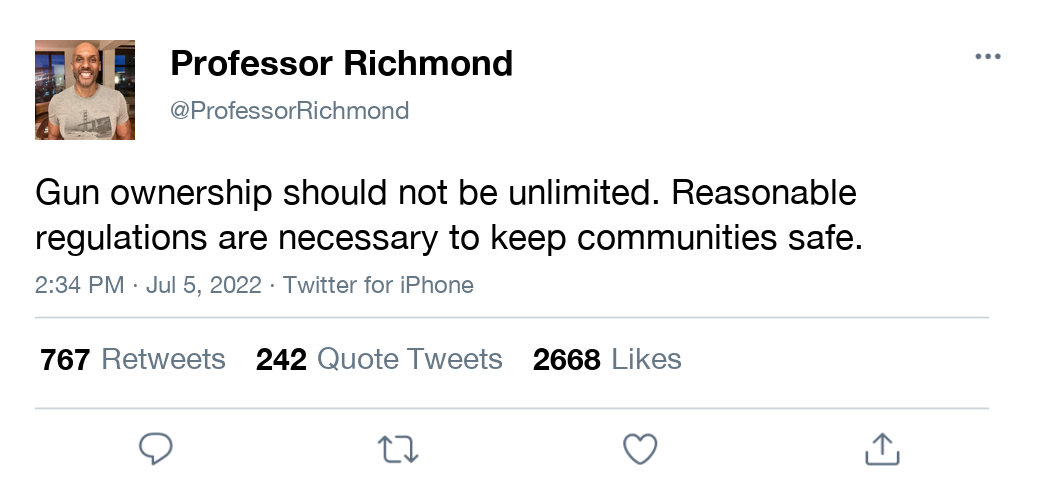 Professor Richmond
@ProfessorRichmond
Gun ownership should not be unlimited. Reasonable
regulations are necessary to keep communities safe.
2:34 PM · Jul 5, 2022 · Twitter for iPhone
767 Retweets 242 Quote Tweets 2668 Likes